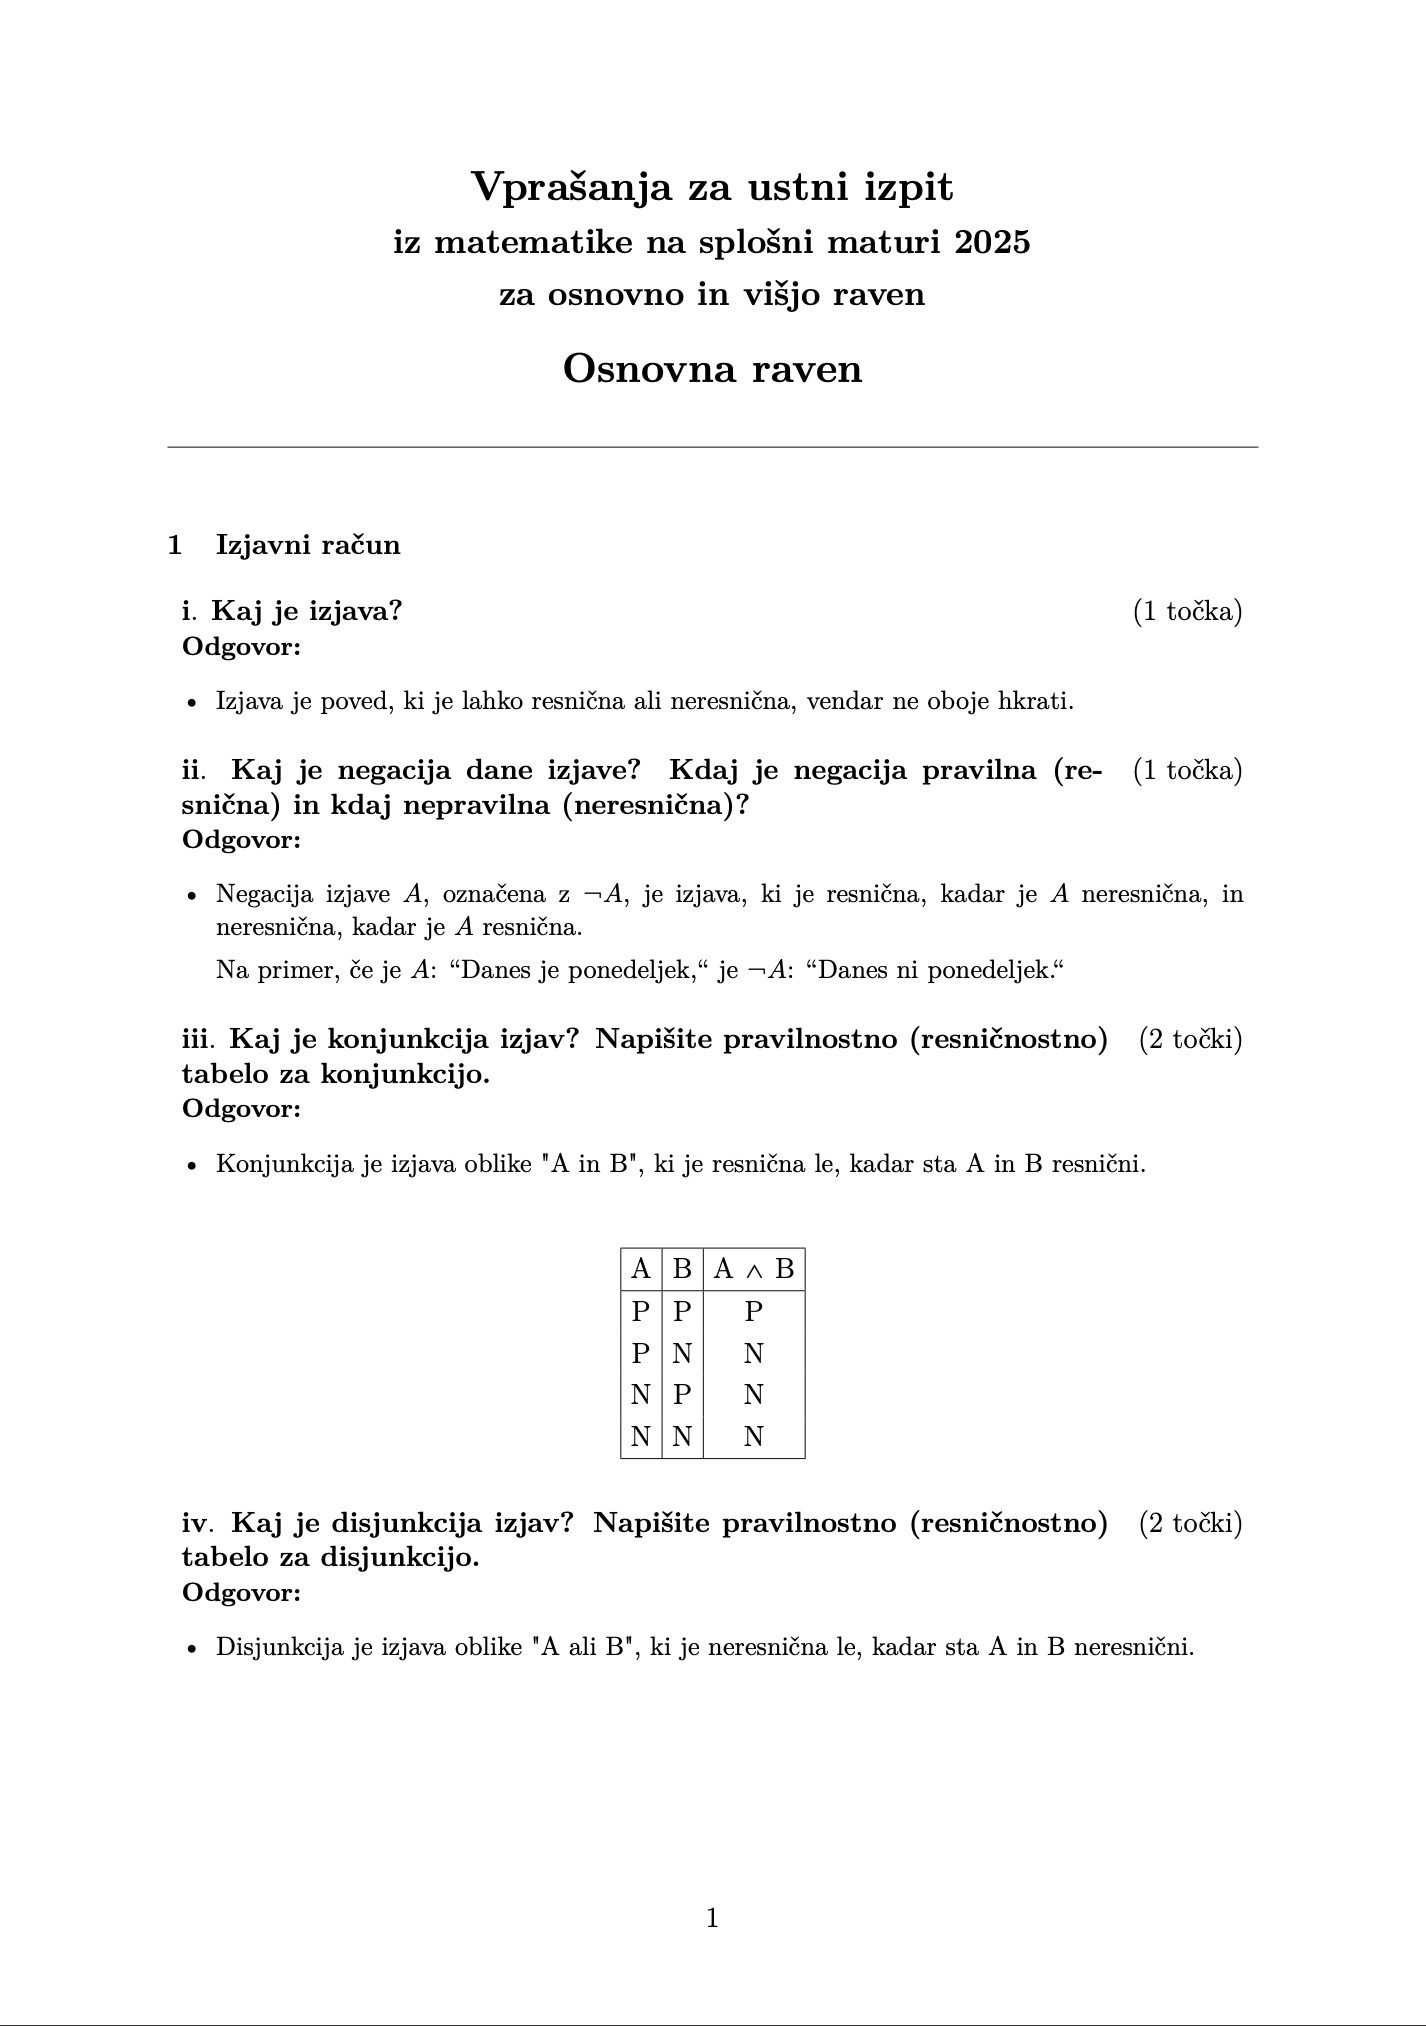 Vprašanja za ustni izpit
iz matematike na splošni maturi 2025
za osnovno in višjo raven
Osnovna raven
1 Izjavni račun
i. Kaj je izjava? (1 točka)
Odgovor:
• Izjava je poved, ki je lahko resnična ali neresnična, vendar ne oboje hkrati.
ii. Kaj je negacija dane izjave? Kdaj je negacija pravilna (re- (1 točka)
snična) in kdaj nepravilna (neresnična)?
Odgovor:
• Negacija izjave A, označena z ¬A, je izjava, ki je resnična, kadar je A neresnična, in
neresnična, kadar je A resnična.
Na primer, če je A: “Danes je ponedeljek,“ je ¬A: “Danes ni ponedeljek.“
iii. Kaj je konjunkcija izjav? Napišite pravilnostno (resničnostno) (2 točki)
tabelo za konjunkcijo.
Odgovor:
• Konjunkcija je izjava oblike "A in B", ki je resnična le, kadar sta A in B resnični.
A B A ∧ B
P P P
P N N
N P N
N N N
iv. Kaj je disjunkcija izjav? Napišite pravilnostno (resničnostno) (2 točki)
tabelo za disjunkcijo.
Odgovor:
• Disjunkcija je izjava oblike "A ali B", ki je neresnična le, kadar sta A in B neresnični.
1